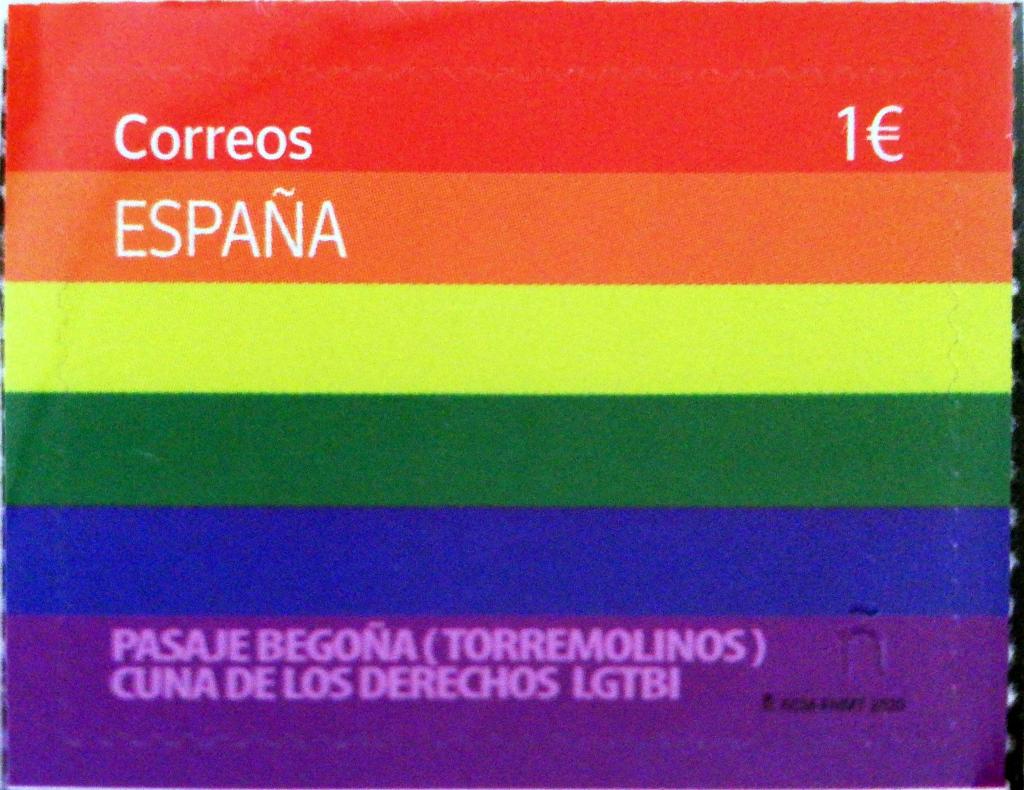 Correos
1€
ESPAÑA
PASAJE BEGOÑA (TORREMOLINOS)
CUNA DE LOS DERECHOS LGTBI
ñ